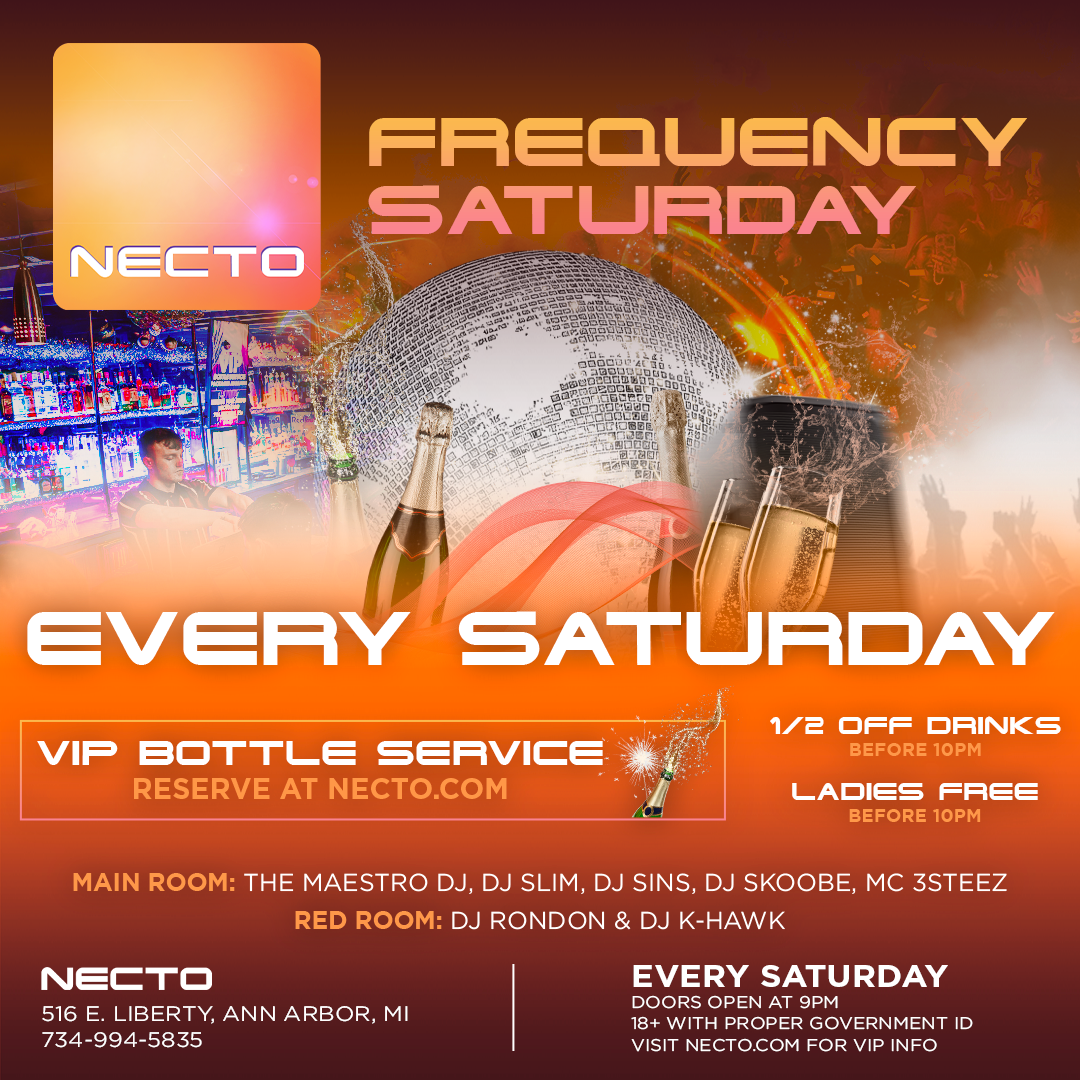 NECTO
FREQUENCY
SATURDAY
EVERY SATURDAY
VIP BOTTLE SERVICE
RESERVE AT NECTO.COM
1/2 OFF DRINKS
BEFORE 10PM
LADIES FREE
BEFORE 10PM
MAIN ROOM: THE MAESTRO DJ, DJ SLIM, DJ SINS, DJ SKOOBE, MC 3STEEZ
RED ROOM: DJ RONDON & DJ K-HAWK
NECTO
516 E. LIBERTY, ANN ARBOR, MI
734-994-5835
EVERY SATURDAY
DOORS OPEN AT 9PM
18+ WITH PROPER GOVERNMENT ID
VISIT NECTO.COM FOR VIP INFO